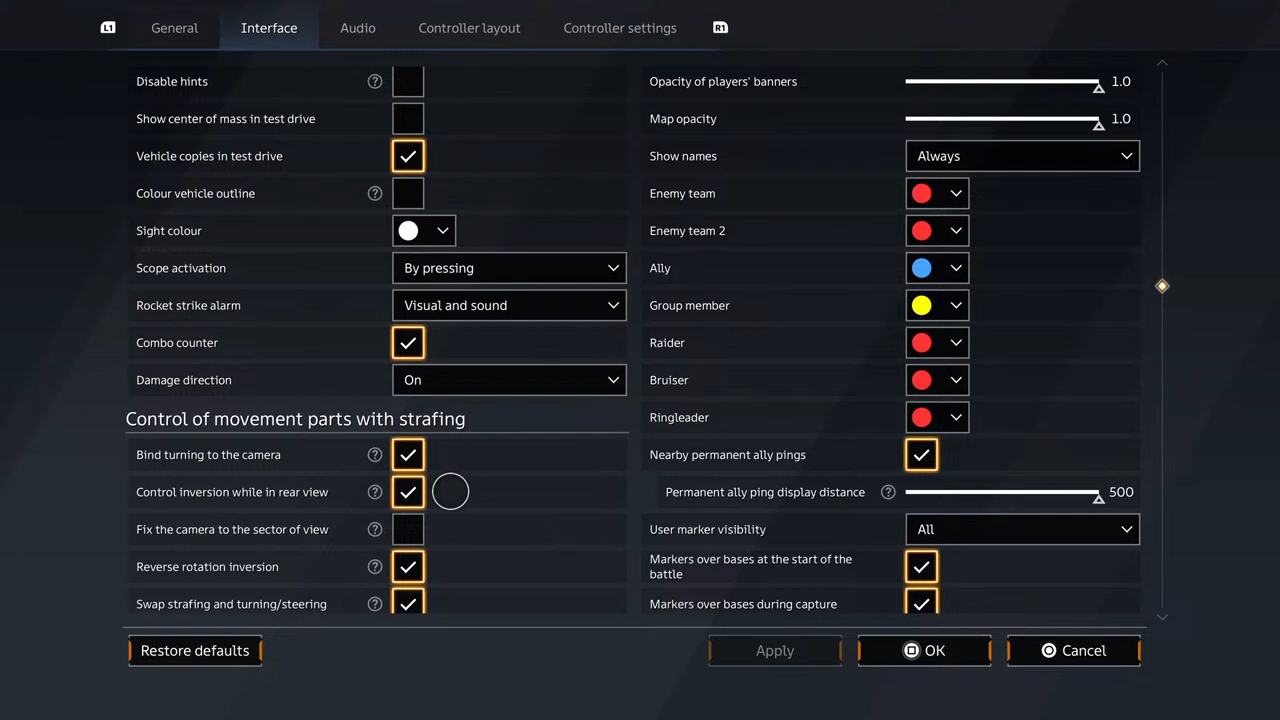 L1 General Interface Audio Controller layout Controller settings R1
Disable hints ?
Show center of mass in test drive
Vehicle copies in test drive
Colour vehicle outline ?
Sight colour
Scope activation By pressing
Rocket strike alarm Visual and sound
Combo counter
Damage direction On
Control of movement parts with strafing
Bind turning to the camera ?
Control inversion while in rear view ?
Fix the camera to the sector of view ?
Reverse rotation inversion ?
Swap strafing and turning/steering ?
Opacity of players' banners 1.0
Map opacity 1.0
Show names Always
Enemy team
Enemy team 2
Ally
Group member
Raider
Bruiser
Ringleader
Nearby permanent ally pings
Permanent ally ping display distance ? 500
User marker visibility All
Markers over bases at the start of the
battle
Markers over bases during capture
Restore defaults Apply OK Cancel